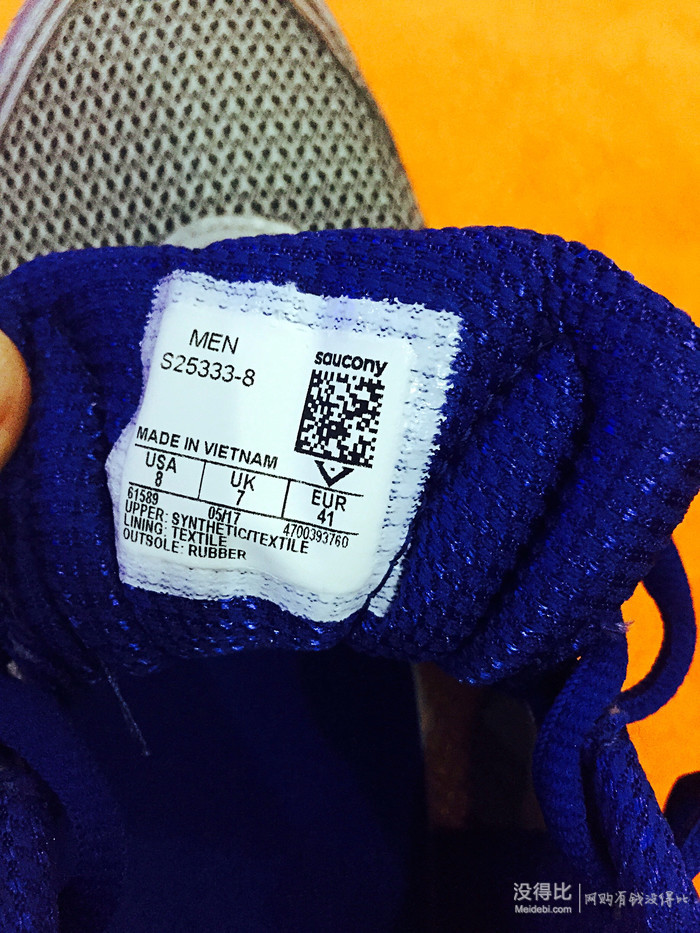 MEN
S25333-8
saucony
MADE IN VIETNAM
USA UK EUR
8 7 41
61589 05/17 4700393760
UPPER: SYNTHETIC/TEXTILE
LINING: TEXTILE
OUTSOLE: RUBBER
没得比 网购有钱没得比
Meidebi.com